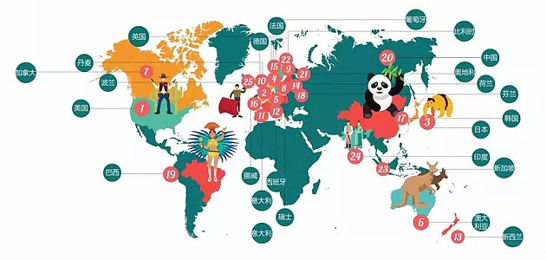 法国
葡萄牙
英国
德国
比利时
丹麦
22
中国
15
9
20
加拿大
7
21
奥地利
波兰
25
10
4
荷兰
14
8
芬兰
2
18
美国
1
16
5
韩国
11
12
17
3
日本
24
印度
巴西
19
23
新加坡
挪威
西班牙
意大利
瑞士
6
澳大
利亚
意大利
13
新西兰